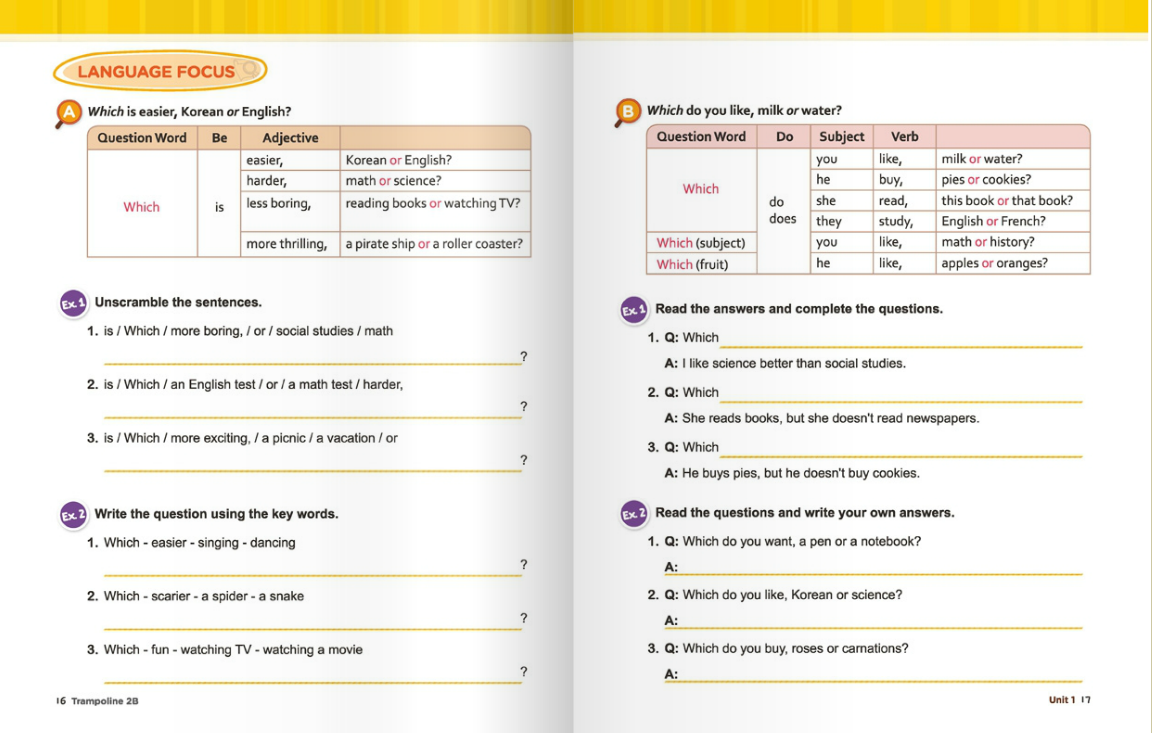 LANGUAGE FOCUS
A Which is easier, Korean or English?
Question Word Be Adjective
Which is
easier, Korean or English?
harder, math or science?
less boring, reading books or watching TV?
more thrilling, a pirate ship or a roller coaster?
Ex.1 Unscramble the sentences.
1. is / Which / more boring, / or / social studies / math
?
2. is / Which / an English test / or / a math test / harder,
?
3. is / Which / more exciting, / a picnic / a vacation / or
?
Ex.2 Write the question using the key words.
1. Which - easier - singing - dancing
?
2. Which - scarier - a spider - a snake
?
3. Which - fun - watching TV - watching a movie
?
16 Trampoline 2B
B Which do you like, milk or water?
Question Word Do Subject Verb
Which
do
does
you like, milk or water?
he buy, pies or cookies?
she read, this book or that book?
they study, English or French?
Which (subject) you like, math or history?
Which (fruit) he like, apples or oranges?
Ex.1 Read the answers and complete the questions.
1. Q: Which
A: I like science better than social studies.
2. Q: Which
A: She reads books, but she doesn't read newspapers.
3. Q: Which
A: He buys pies, but he doesn't buy cookies.
Ex.2 Read the questions and write your own answers.
1. Q: Which do you want, a pen or a notebook?
A:
2. Q: Which do you like, Korean or science?
A:
3. Q: Which do you buy, roses or carnations?
A:
Unit 1 17